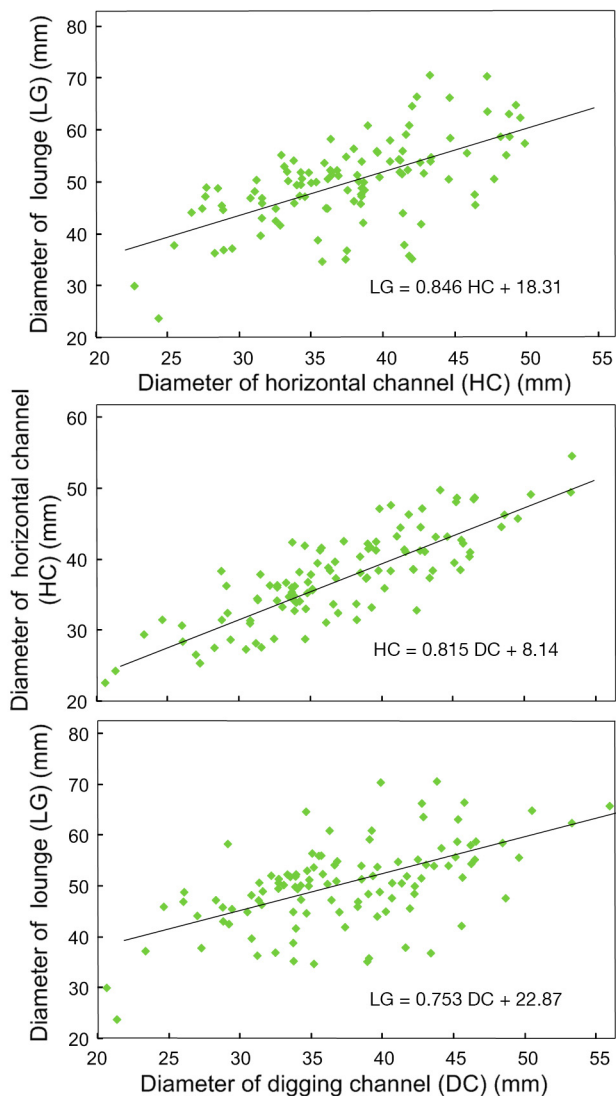 Diameter of lounge (LG) (mm)
80
70
60
50
40
30
20
20 25 30 35 40 45 50 55
LG = 0.846 HC + 18.31
Diameter of horizontal channel (HC) (mm)
Diameter of horizontal channel
(HC) (mm)
60
50
40
30
20
HC = 0.815 DC + 8.14
Diameter of lounge (LG) (mm)
80
70
60
50
40
30
20
LG = 0.753 DC + 22.87
20 25 30 35 40 45 50 55
Diameter of digging channel (DC) (mm)